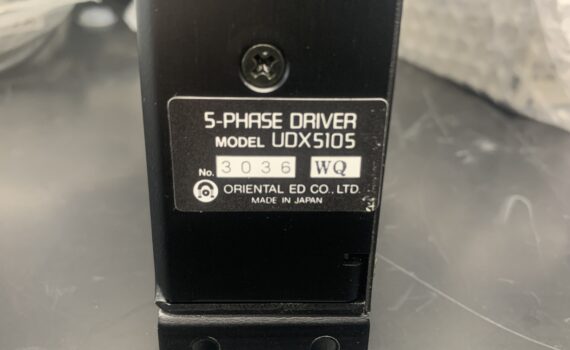 5-PHASE DRIVER
MODEL UDX5105
No. 3036 WQ
ORIENTAL ED CO., LTD.
MADE IN JAPAN